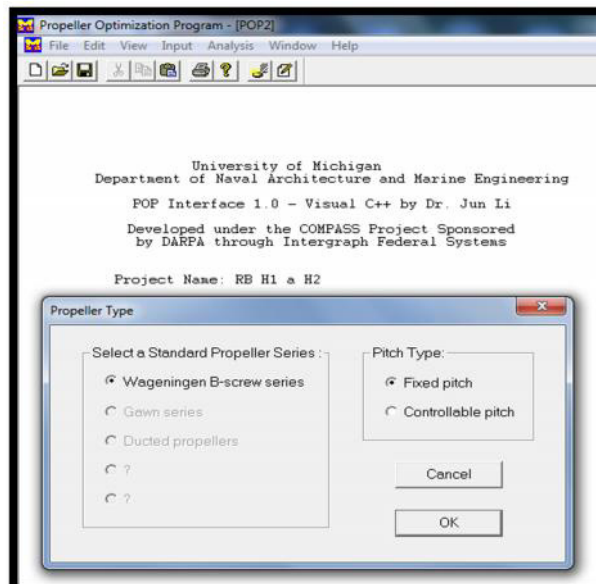 Propeller Optimization Program - [POP2]
File Edit View Input Analysis Window Help
University of Michigan
Department of Naval Architecture and Marine Engineering
POP Interface 1.0 - Visual C++ by Dr. Jun Li
Developed under the COMPASS Project Sponsored
by DARPA through Intergraph Federal Systems
Project Name: RB H1 a H2
Propeller Type
Select a Standard Propeller Series :
Wageningen B-screw series
Gawn series
Ducted propellers
?
?
Pitch Type:
Fixed pitch
Controllable pitch
Cancel
OK